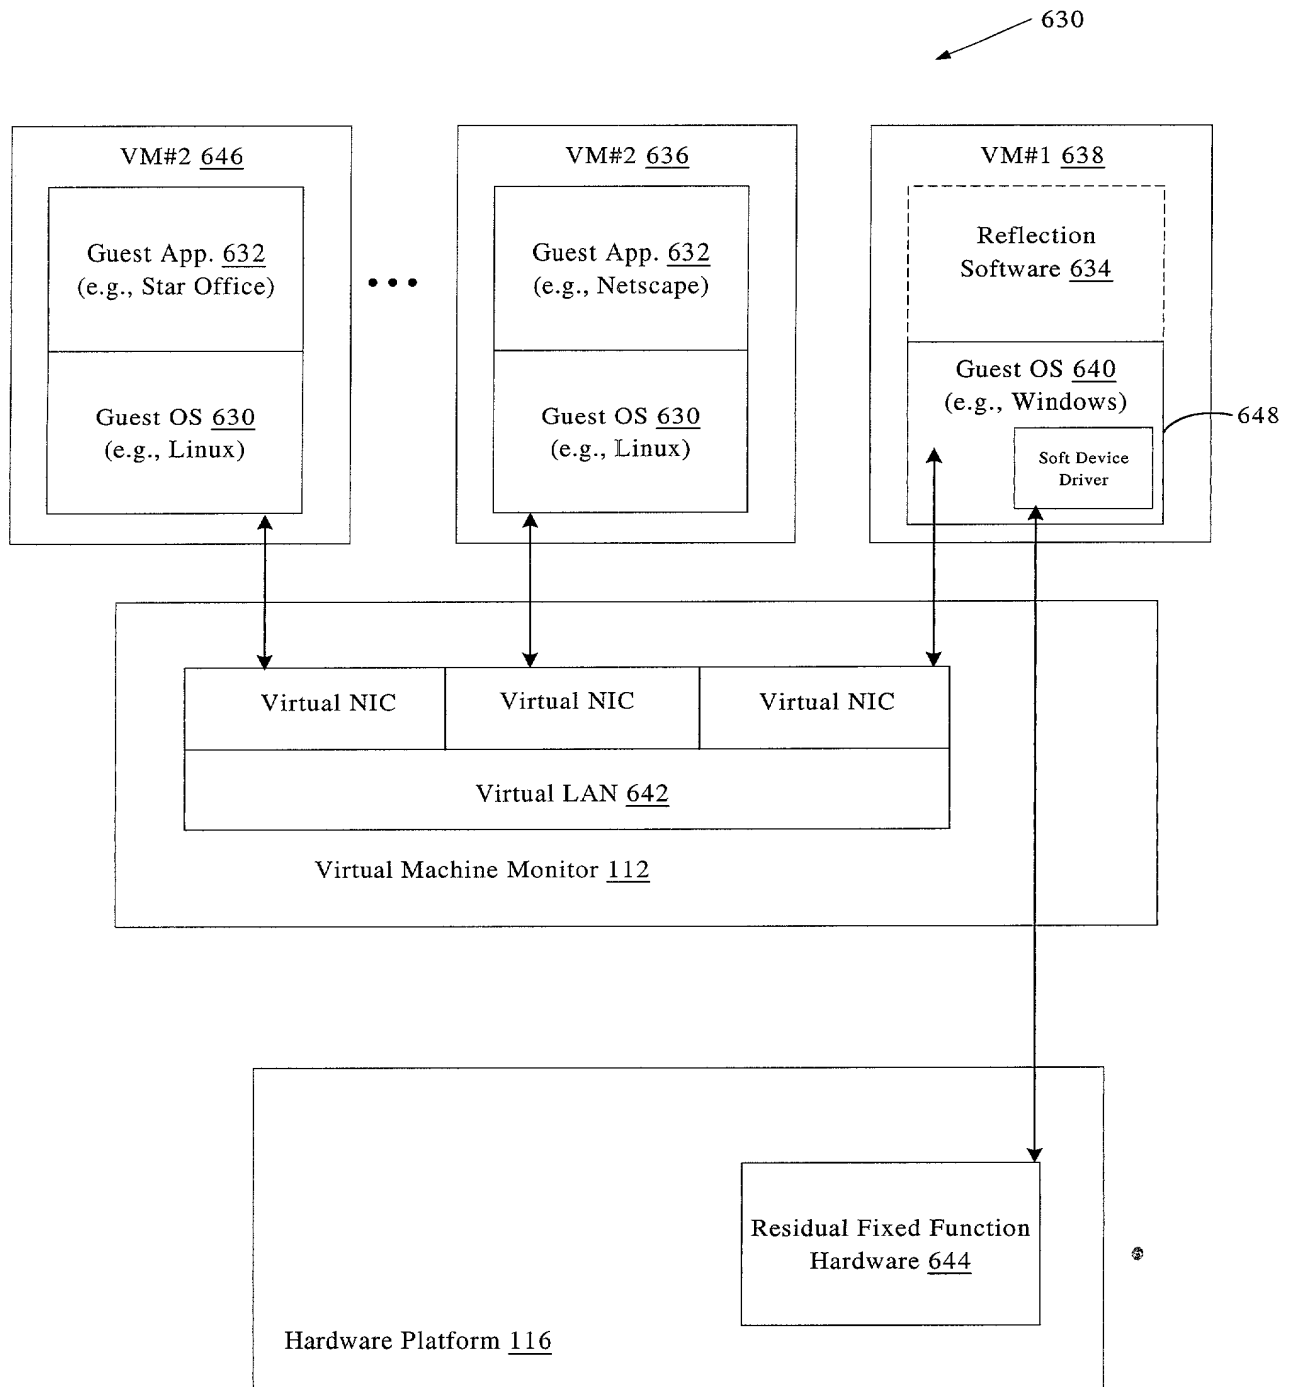 630
VM#2 646
Guest App. 632
(e.g., Star Office)
Guest OS 630
(e.g., Linux)
VM#2 636
Guest App. 632
(e.g., Netscape)
Guest OS 630
(e.g., Linux)
VM#1 638
Reflection
Software 634
Guest OS 640
(e.g., Windows)
Soft Device
Driver
648
Virtual NIC
Virtual NIC
Virtual NIC
Virtual LAN 642
Virtual Machine Monitor 112
Residual Fixed Function
Hardware 644
Hardware Platform 116